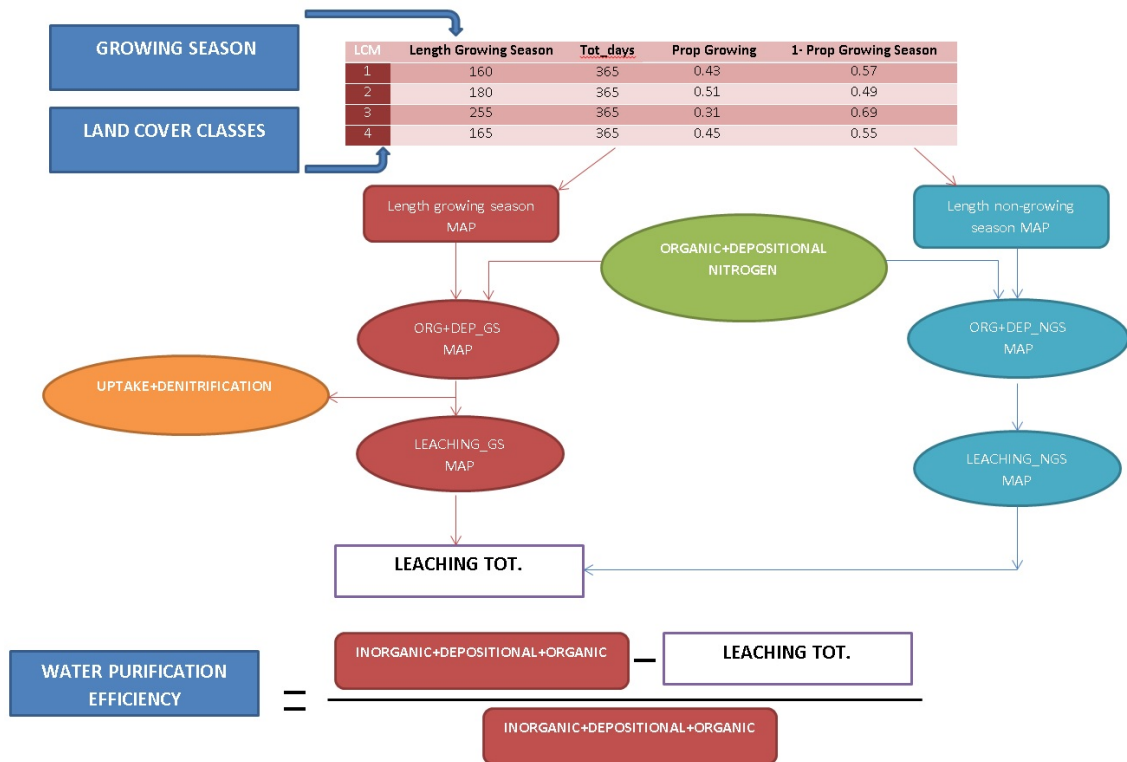 GROWING SEASON
LAND COVER CLASSES
LCM Length Growing Season Tot_days Prop Growing 1- Prop Growing Season
1 160 365 0.43 0.57
2 180 365 0.51 0.49
3 255 365 0.31 0.69
4 165 365 0.45 0.55
Length growing season
MAP
Length non-growing
season MAP
ORGANIC+DEPOSITIONAL
NITROGEN
ORG+DEP_GS
MAP
ORG+DEP_NGS
MAP
UPTAKE+DENITRIFICATION
LEACHING_GS
MAP
LEACHING_NGS
MAP
LEACHING TOT.
WATER PURIFICATION
EFFICIENCY
=
INORGANIC+DEPOSITIONAL+ORGANIC
–
LEACHING TOT.
INORGANIC+DEPOSITIONAL+ORGANIC